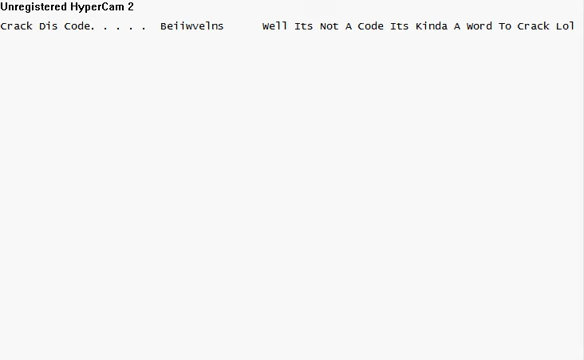 Unregistered HyperCam 2
Crack Dis Code. . . . .  Beiiwvelns      Well Its Not A Code Its Kinda A Word To Crack Lol